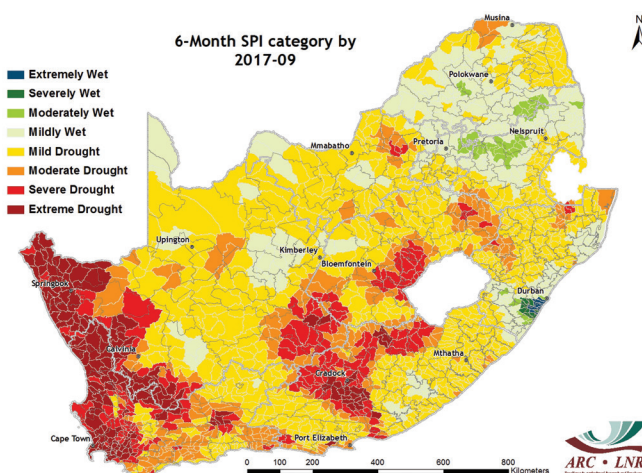 6-Month SPI category by
2017-09
N
Extremely Wet
Severely Wet
Moderately Wet
Mildly Wet
Mild Drought
Moderate Drought
Severe Drought
Extreme Drought
Musina
Polokwane
Nelspruit
Mmabatho
Pretoria
Upington
Kimberley
Bloemfontein
Springbok
Durban
Calvinia
Mthatha
Cradock
Cape Town
Port Elizabeth
0 100 200 400 600 800
Kilometers
ARC • LNR